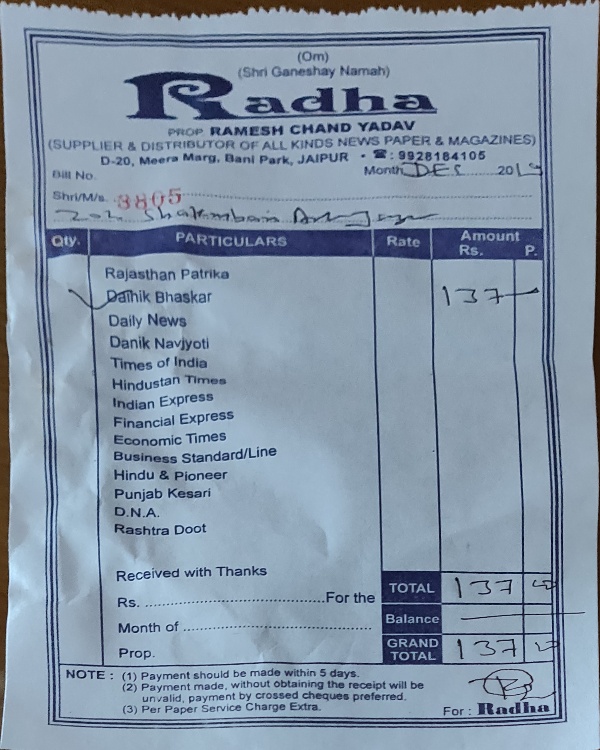 (Om)
(Shri Ganeshay Namah)
Radha
PROP. RAMESH CHAND YADAV
(SUPPLIER & DISTRIBUTOR OF ALL KINDS NEWS PAPER & MAGAZINES)
D-20, Meera Marg, Bani Park, JAIPUR • ☎: 9928184105
Bill No. Month DEC 2019
Shri/M/s. 3805
202
Qty. PARTICULARS Rate Amount Rs. P.
Rajasthan Patrika
Dainik Bhaskar 137
Daily News
Danik Navjyoti
Times of India
Hindustan Times
Indian Express
Financial Express
Economic Times
Business Standard/Line
Hindu & Pioneer
Punjab Kesari
D.N.A.
Rashtra Doot
Received with Thanks
TOTAL 137
Rs. ..............................For the
Balance
Month of ................................
Prop. GRAND TOTAL 137
NOTE : (1) Payment should be made within 5 days.
(2) Payment made, without obtaining the receipt will be
unvalid, payment by crossed cheques preferred.
(3) Per Paper Service Charge Extra.
For : Radha